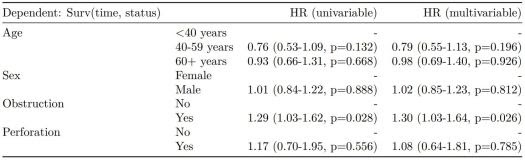 Dependent: Surv(time, status) HR (univariable) HR (multivariable)
Age <40 years - -
40-59 years 0.76 (0.53-1.09, p=0.132) 0.79 (0.55-1.13, p=0.196)
60+ years 0.93 (0.66-1.31, p=0.668) 0.98 (0.69-1.40, p=0.926)
Sex Female - -
Male 1.01 (0.84-1.22, p=0.888) 1.02 (0.85-1.23, p=0.812)
Obstruction No - -
Yes 1.29 (1.03-1.62, p=0.028) 1.30 (1.03-1.64, p=0.026)
Perforation No - -
Yes 1.17 (0.70-1.95, p=0.556) 1.08 (0.64-1.81, p=0.785)